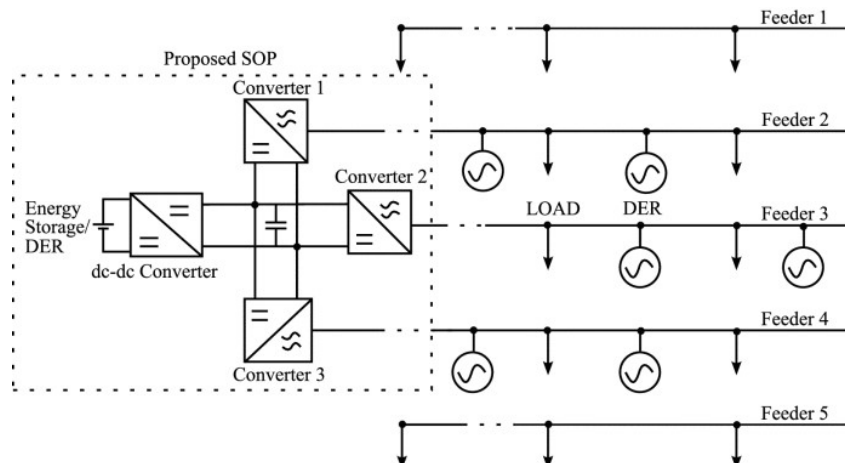 Feeder 1
Proposed SOP
Converter 1
Feeder 2
Converter 2
Energy
Storage/
DER
LOAD
DER
Feeder 3
dc-dc Converter
Feeder 4
Converter 3
Feeder 5